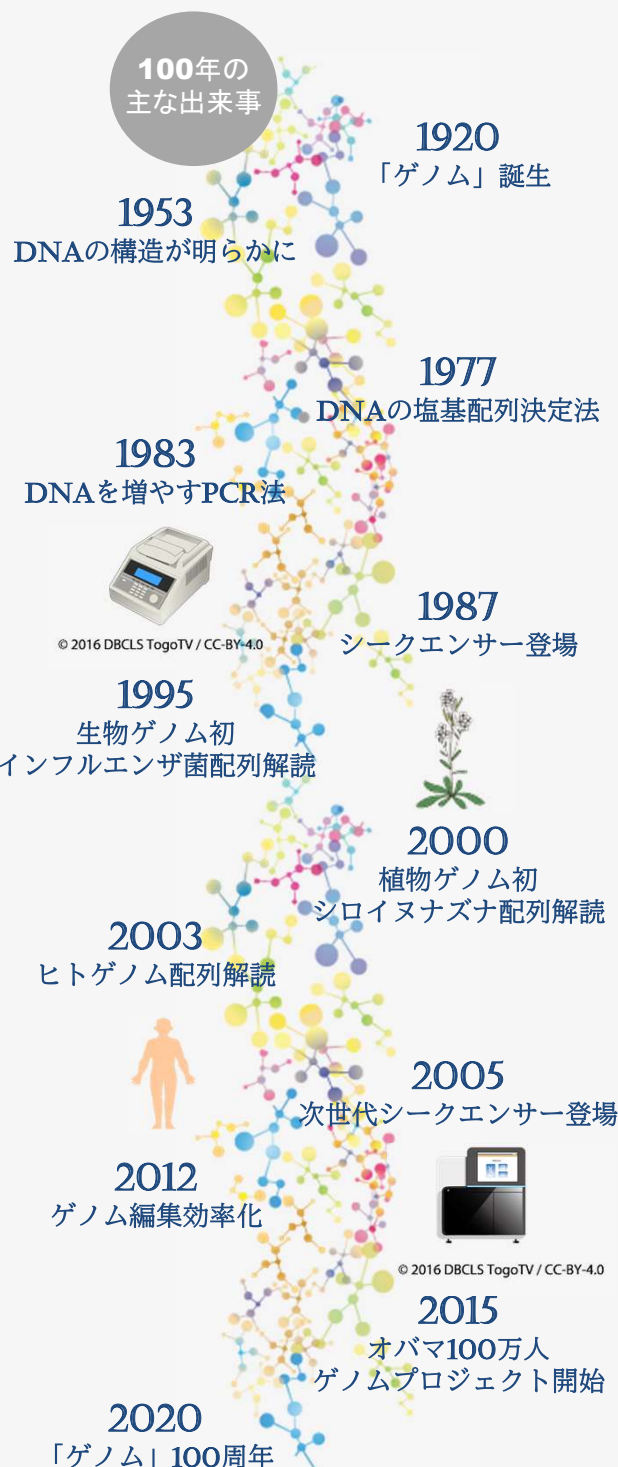 100年の
主な出来事
1920
「ゲノム」誕生
1953
DNAの構造が明らかに
1977
DNAの塩基配列決定法
1983
DNAを増やすPCR法
© 2016 DBCLS TogoTV / CC-BY-4.0
1987
シークエンサー登場
1995
生物ゲノム初
インフルエンザ菌配列解読
2000
植物ゲノム初
シロイヌナズナ配列解読
2003
ヒトゲノム配列解読
2005
次世代シークエンサー登場
2012
ゲノム編集効率化
© 2016 DBCLS TogoTV / CC-BY-4.0
2015
オバマ100万人
ゲノムプロジェクト開始
2020
「ゲノム」100周年